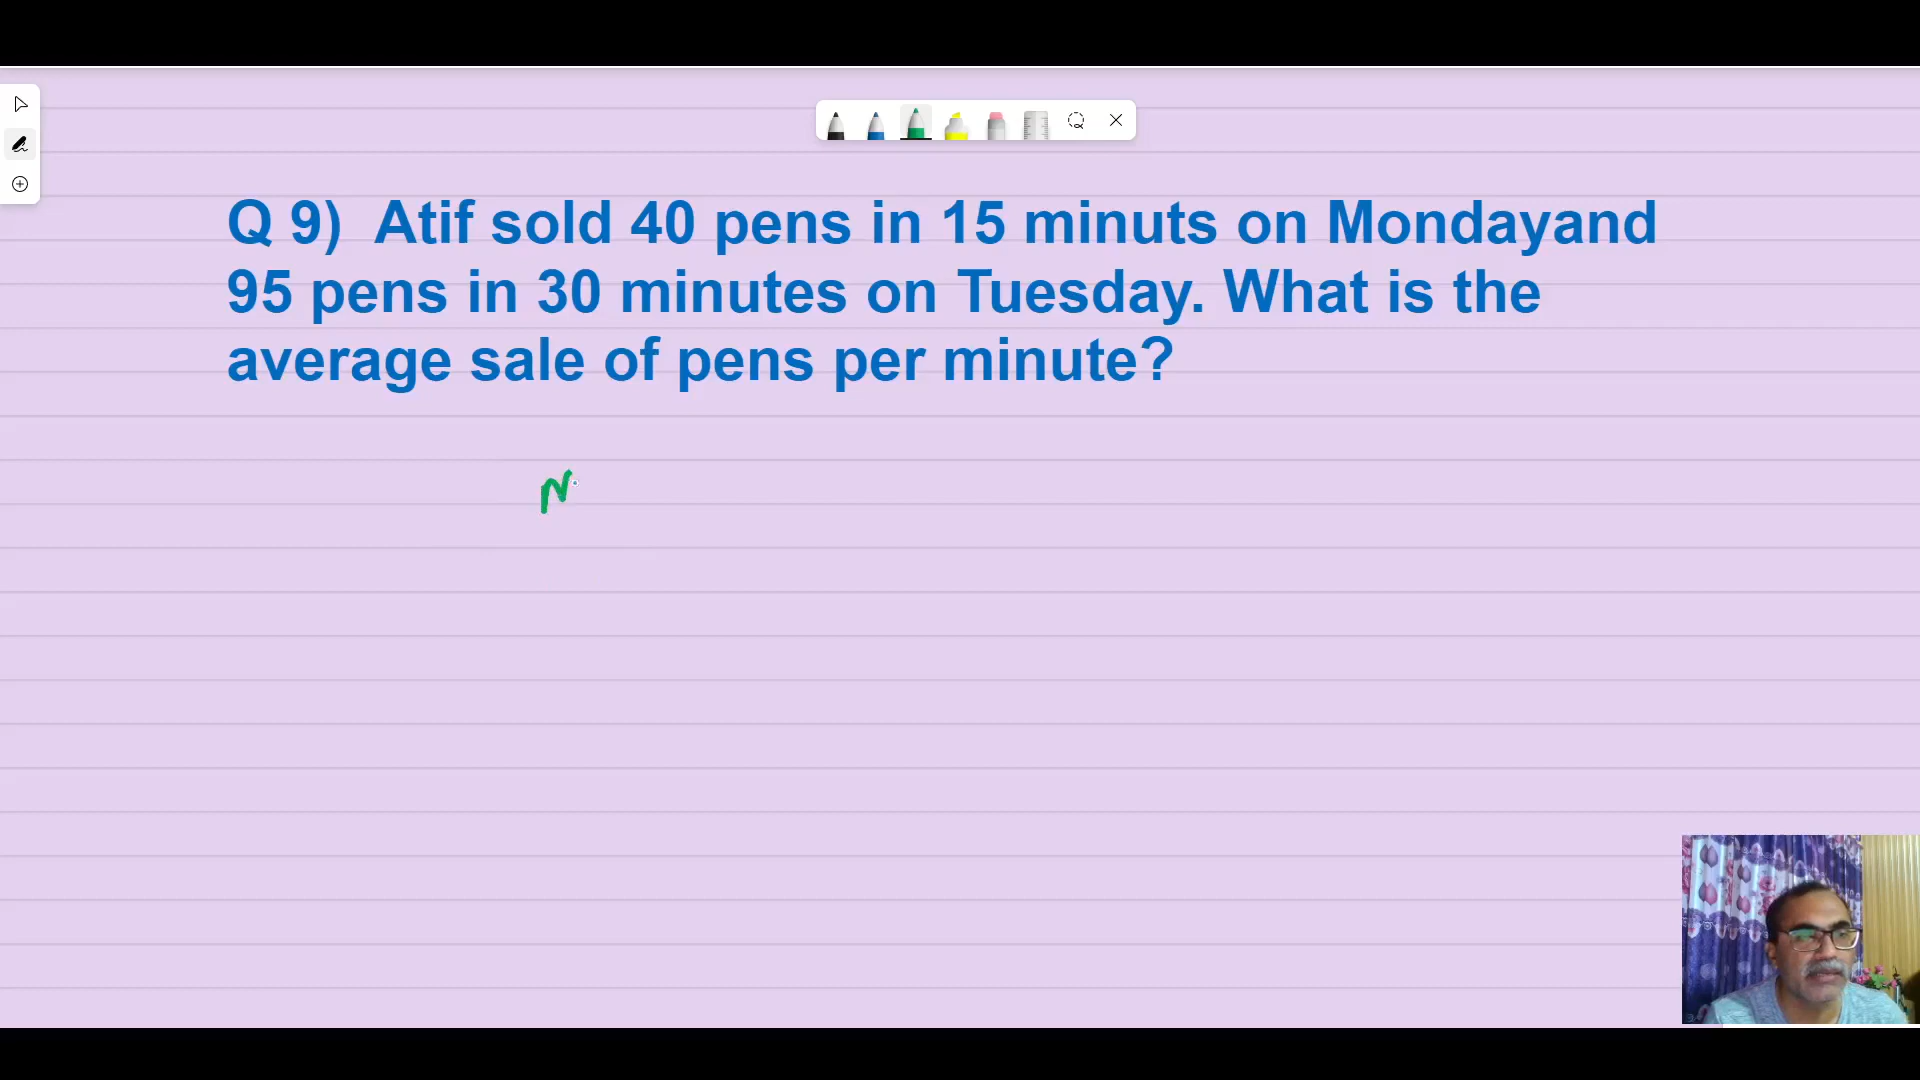 Q 9) Atif sold 40 pens in 15 minuts on Mondayand
95 pens in 30 minutes on Tuesday. What is the
average sale of pens per minute?
N